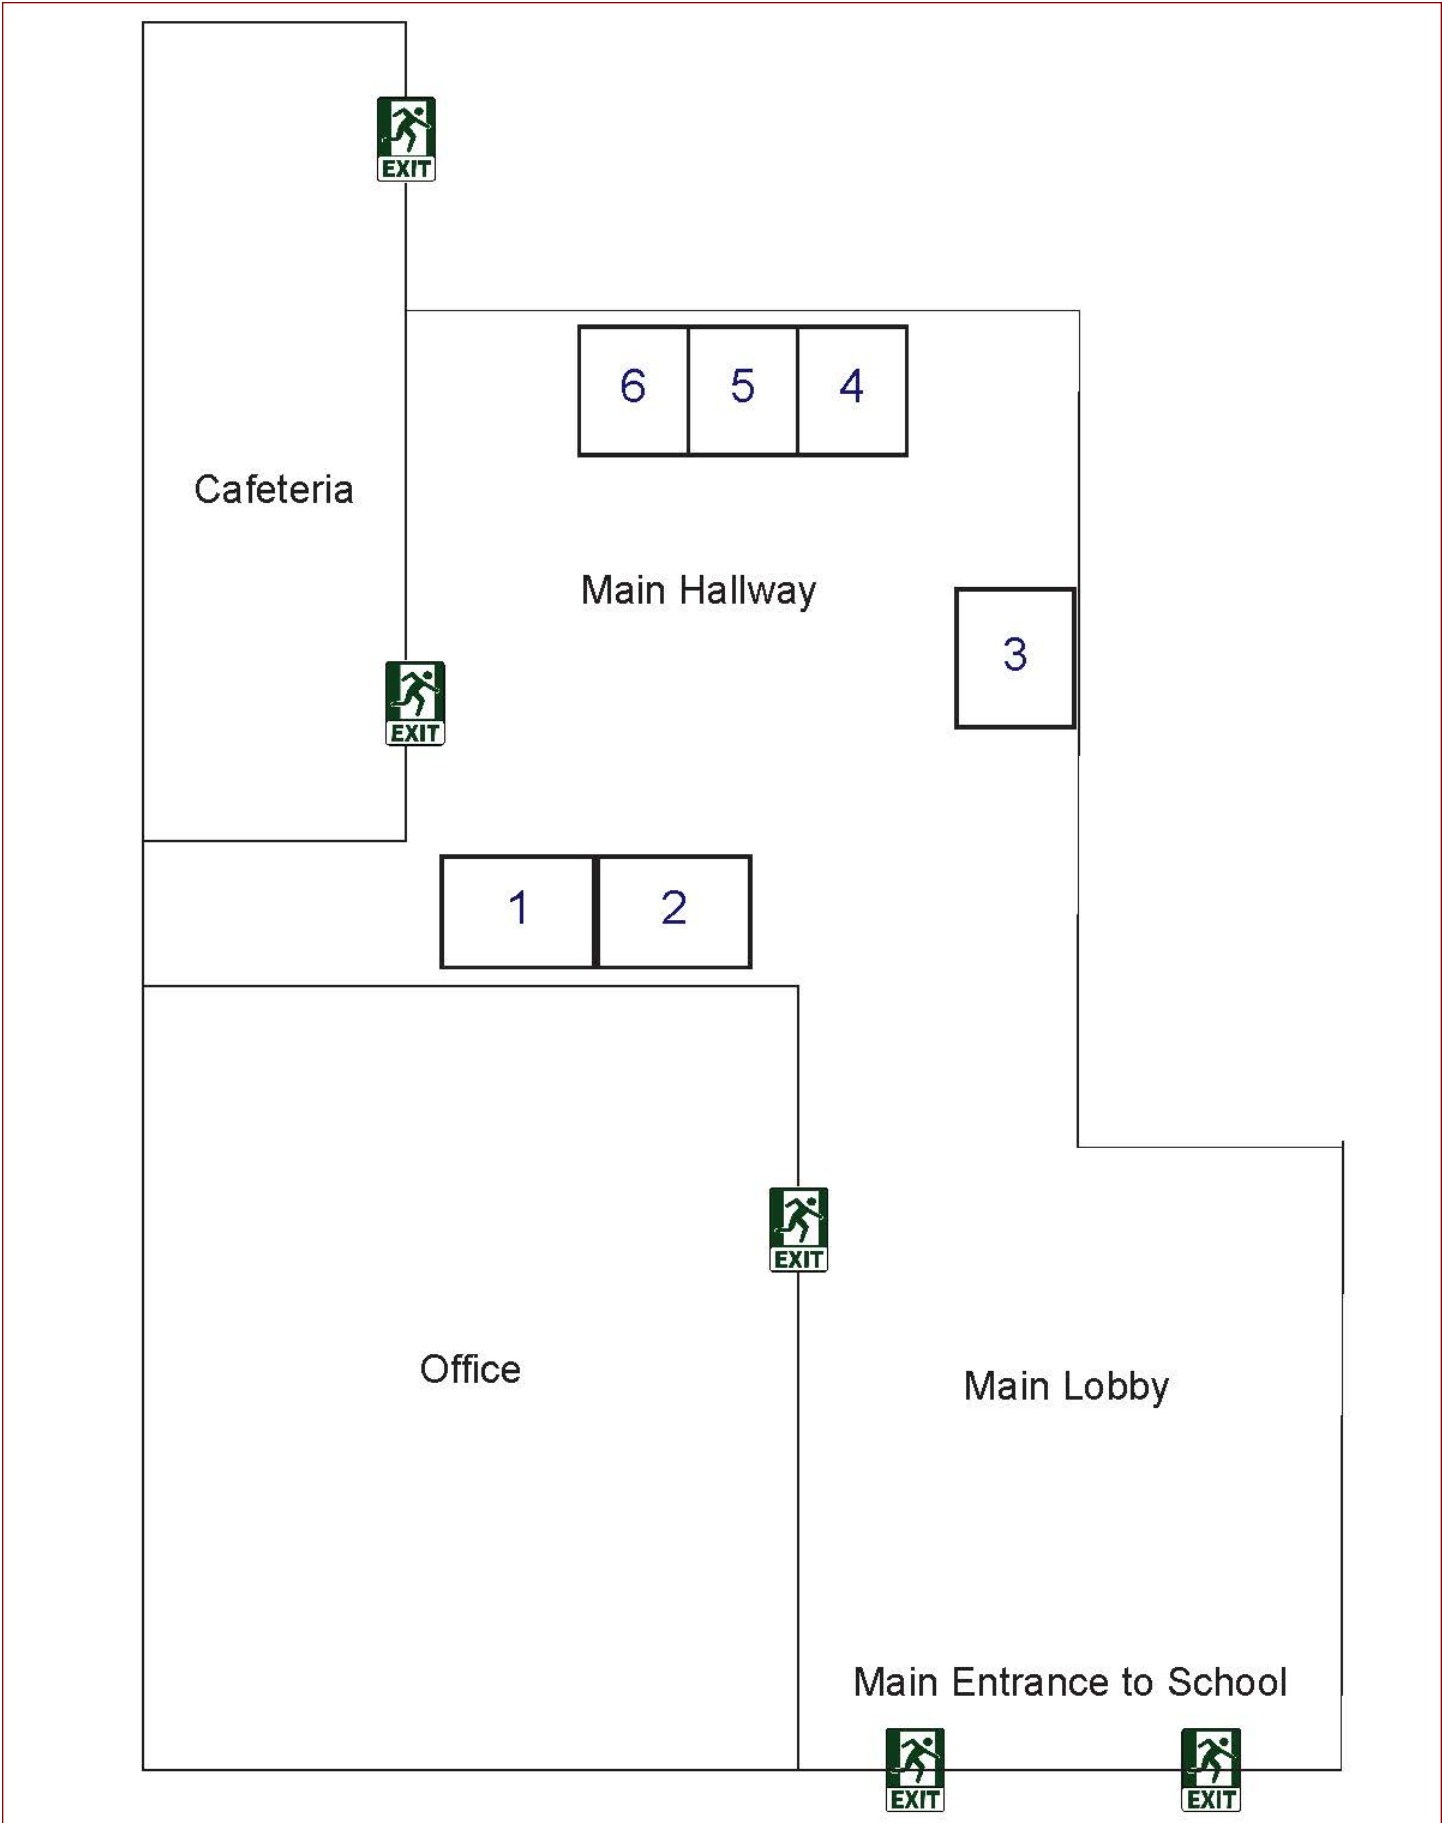 EXIT
6 5 4
Cafeteria
Main Hallway
3
EXIT
1 2
EXIT
Office
Main Lobby
Main Entrance to School
EXIT EXIT